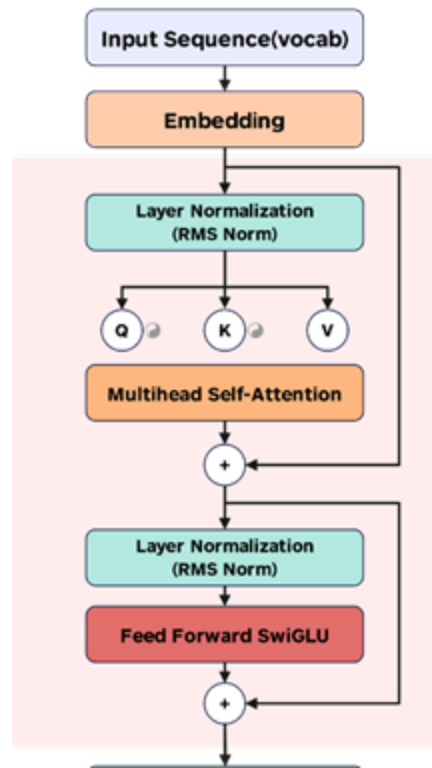 Input Sequence(vocab)
Embedding
Layer Normalization
(RMS Norm)
Q K V
Multihead Self-Attention
+
Layer Normalization
(RMS Norm)
Feed Forward SwiGLU
+